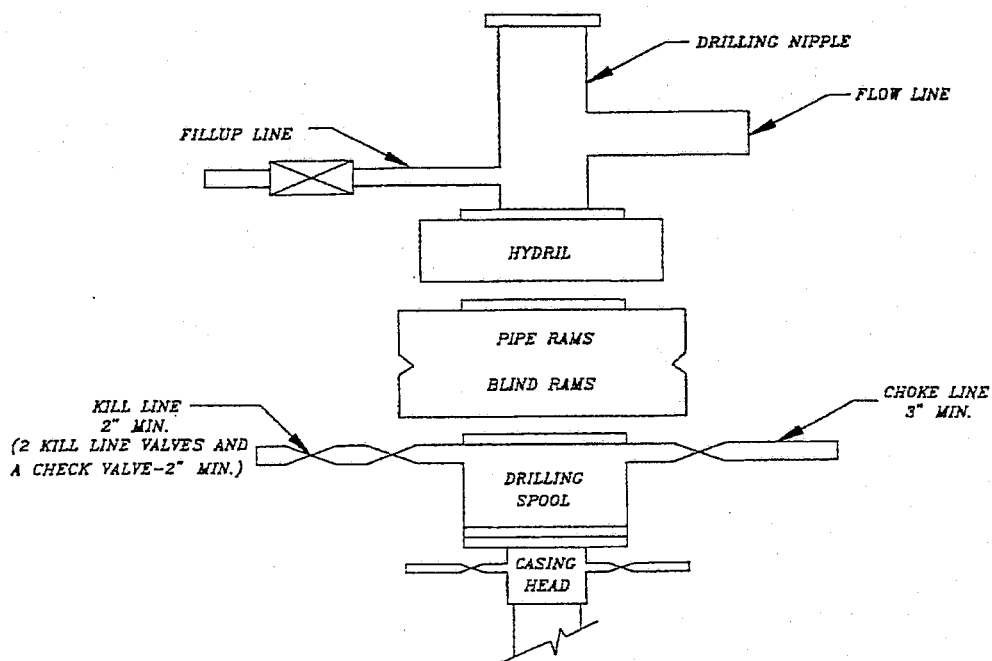 DRILLING NIPPLE
FLOW LINE
FILLUP LINE
HYDRIL
PIPE RAMS
BLIND RAMS
KILL LINE
2" MIN.
(2 KILL LINE VALVES AND
A CHECK VALVE-2" MIN.)
CHOKE LINE
3" MIN.
DRILLING
SPOOL
CASING
HEAD